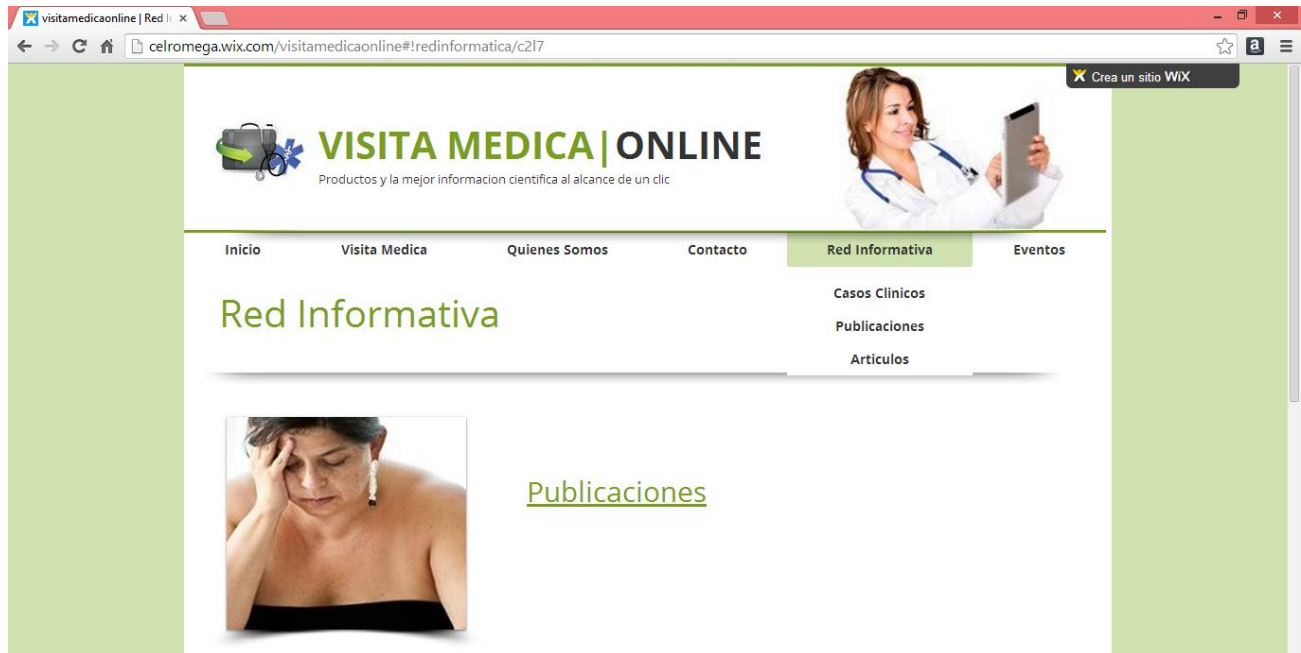 visitamedicaonline | Red I
celromega.wix.com/visitamedicaonline#!redinformatica/c2l7
Crea un sitio WiX
VISITA MEDICA|ONLINE
Productos y la mejor informacion cientifica al alcance de un clic
Inicio Visita Medica Quienes Somos Contacto Red Informativa Eventos
Casos Clinicos
Red Informativa
Publicaciones
Articulos
Publicaciones